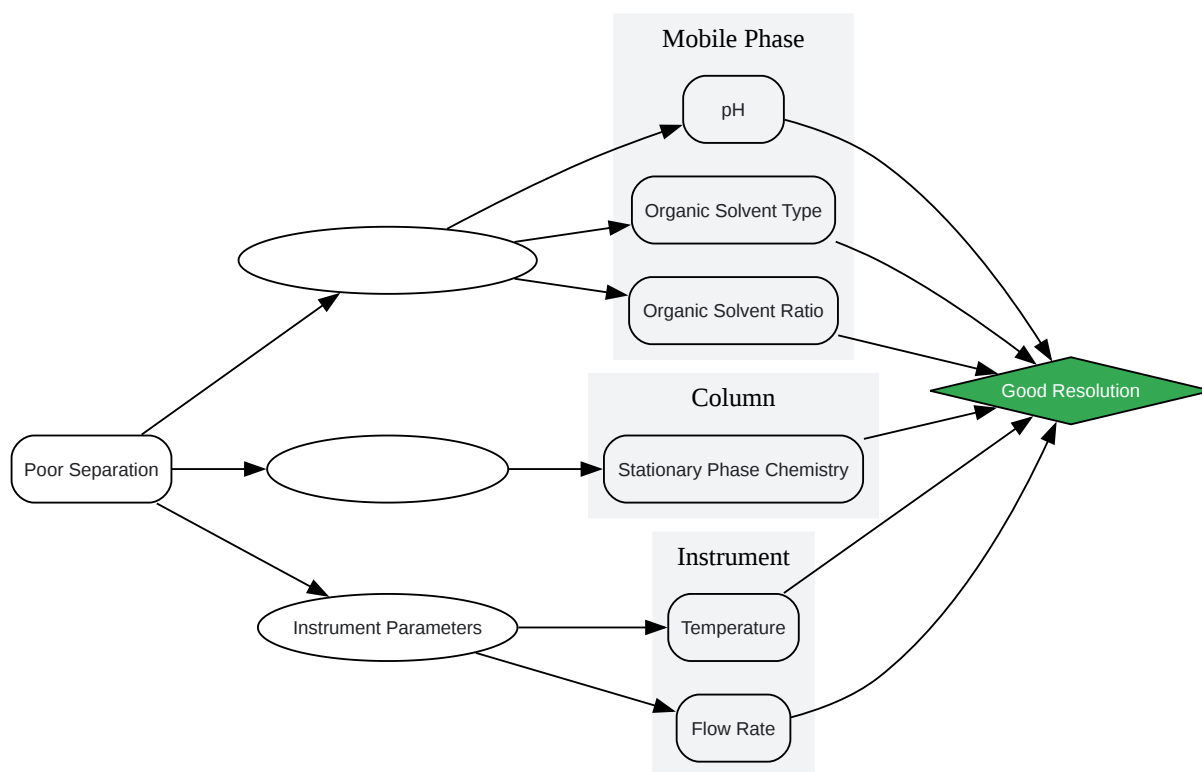 Mobile Phase
pH
Organic Solvent Type
Organic Solvent Ratio
Good Resolution
Column
Poor Separation
Stationary Phase Chemistry
Instrument
Instrument Parameters
Temperature
Flow Rate